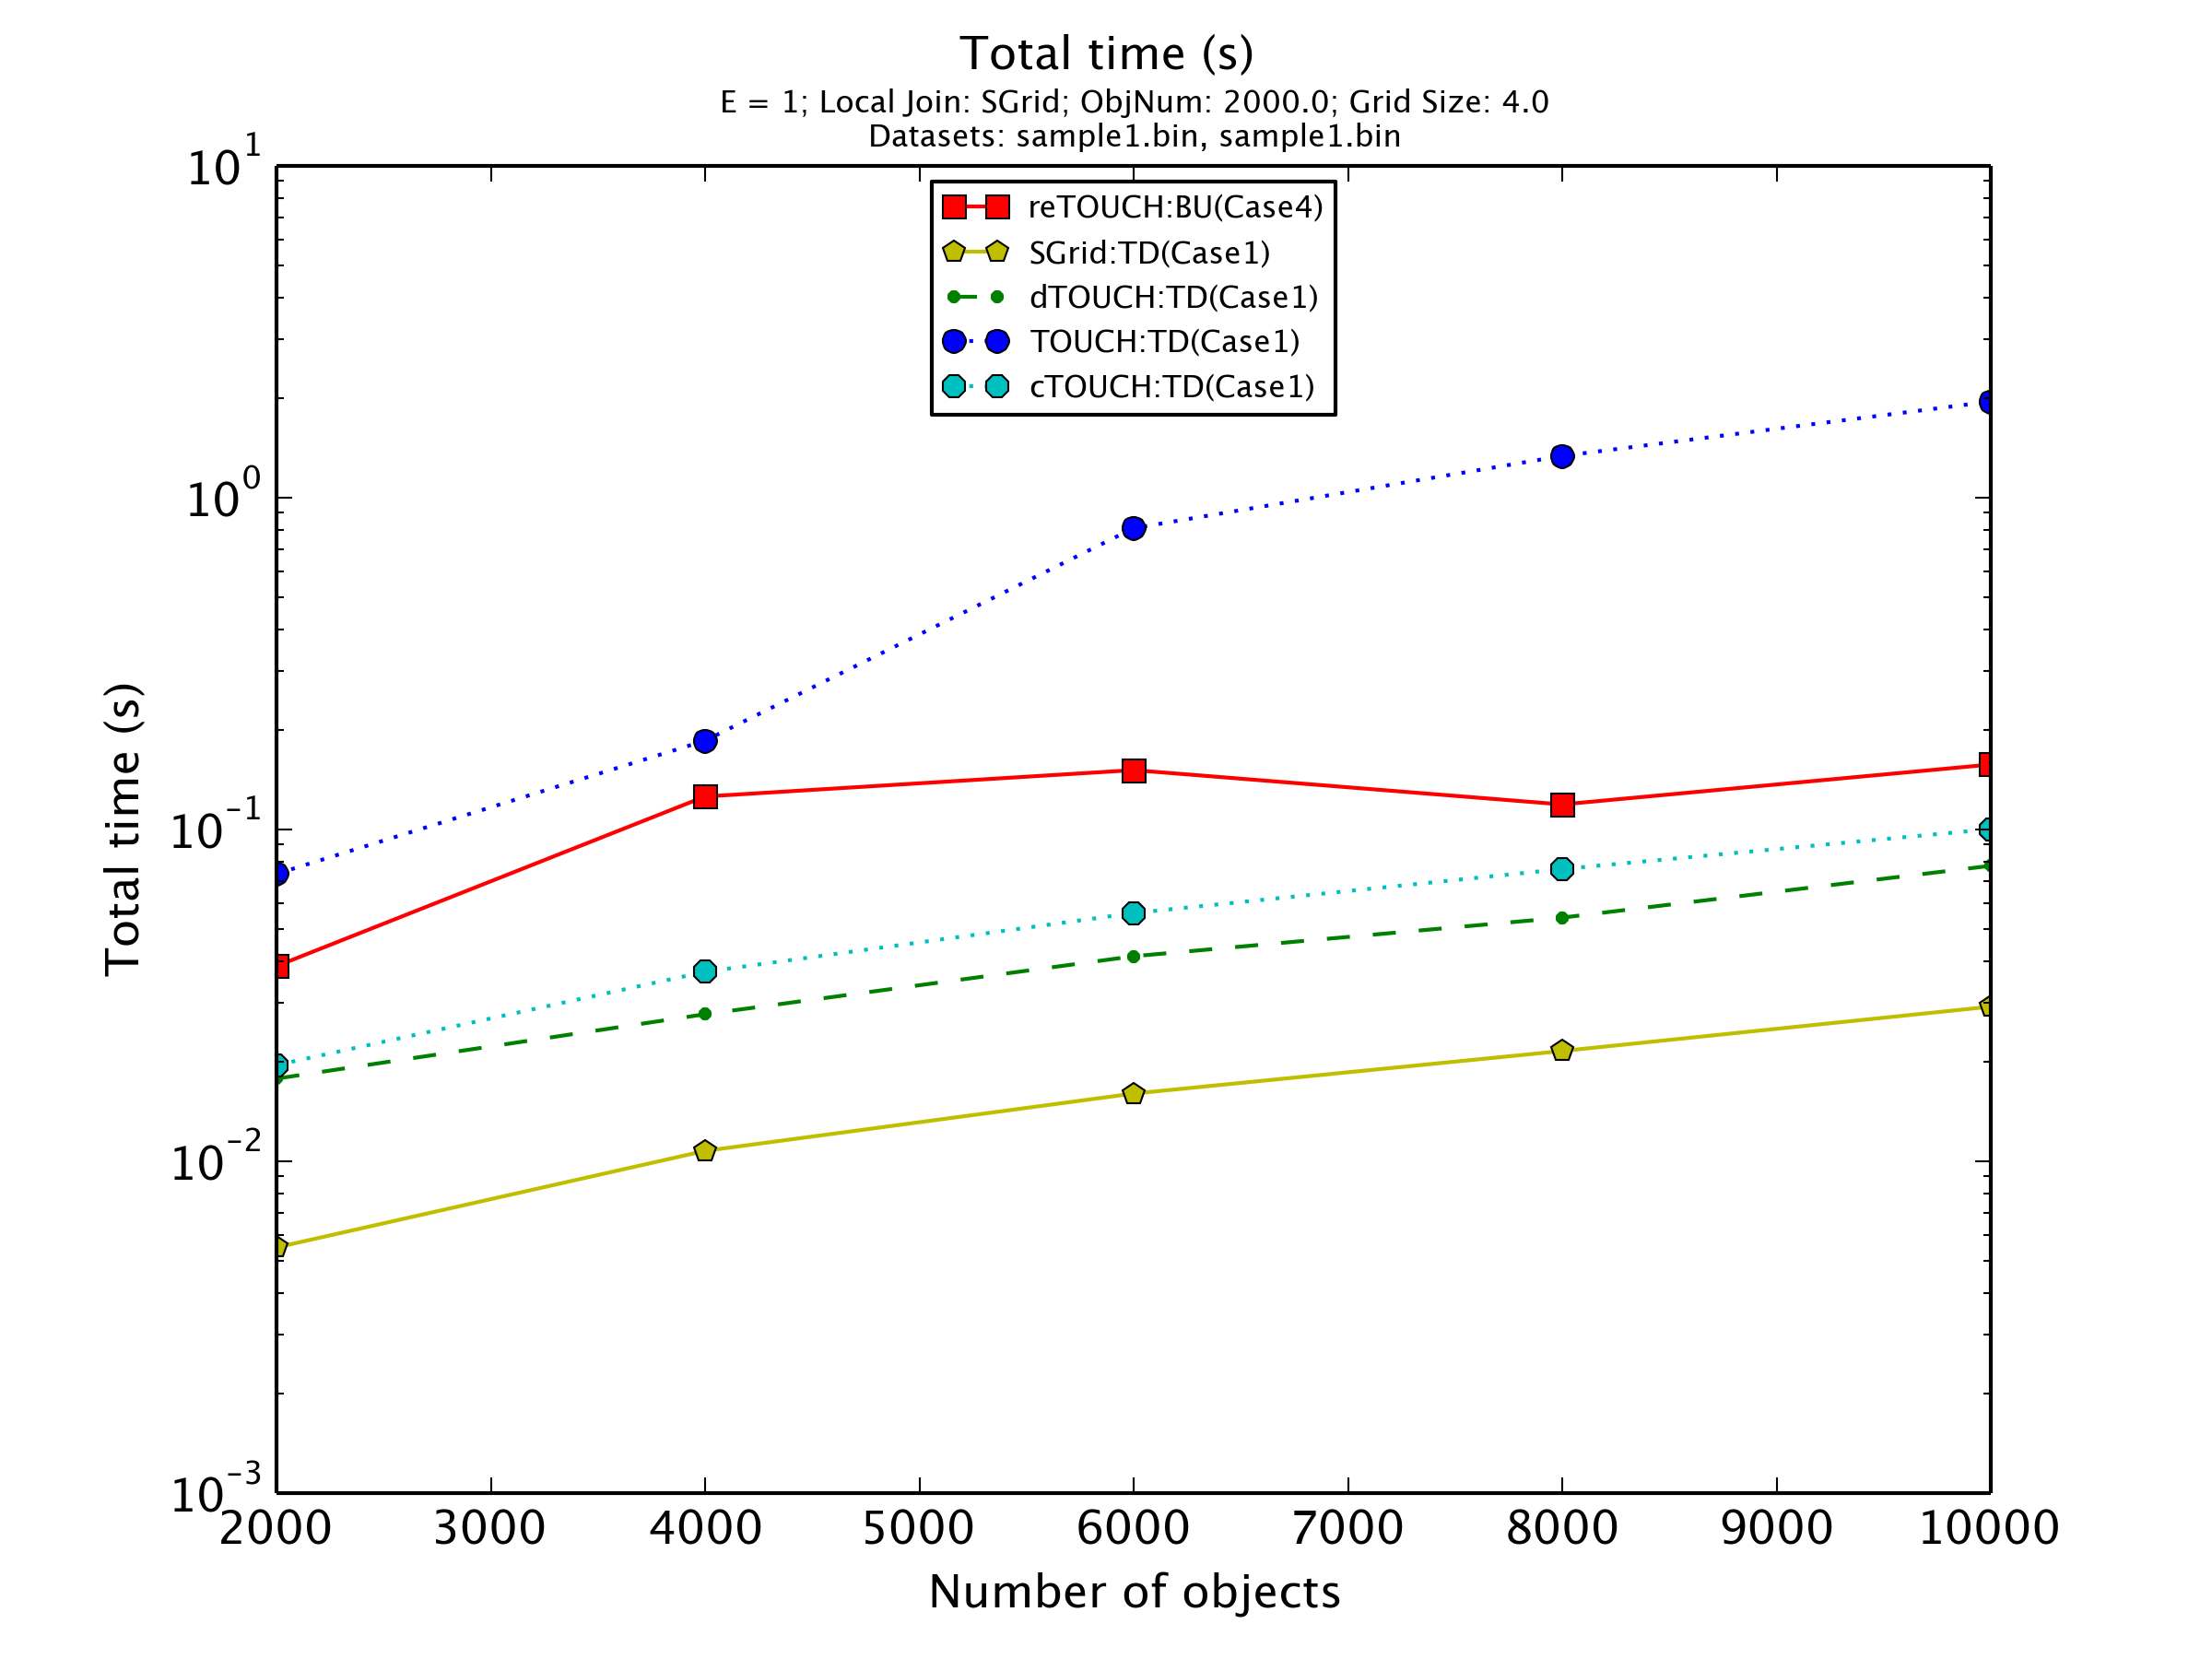 Total time (s)
E = 1; Local Join: SGrid; ObjNum: 2000.0; Grid Size: 4.0
Datasets: sample1.bin, sample1.bin
reTOUCH:BU(Case4)
SGrid:TD(Case1)
dTOUCH:TD(Case1)
TOUCH:TD(Case1)
cTOUCH:TD(Case1)
10^1
10^0
10^-1
10^-2
10^-3
Total time (s)
2000 3000 4000 5000 6000 7000 8000 9000 10000
Number of objects